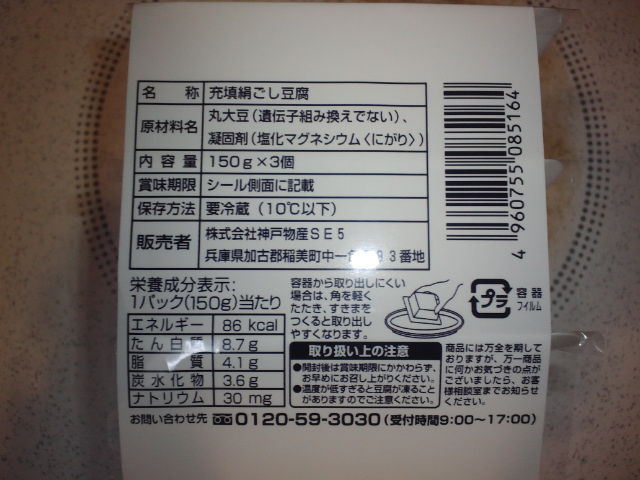 名称 充填絹ごし豆腐
原材料名 丸大豆(遺伝子組み換えでない)、
凝固剤(塩化マグネシウム〈にがり〉)
内容量 150g×3個
賞味期限 シール側面に記載
保存方法 要冷蔵(10℃以下)
販売者 株式会社神戸物産SE5
兵庫県加古郡稲美町中一 3番地
4 960755 085164
栄養成分表示:
1パック(150g)当たり
エネルギー 86 kcal
たん白質 8.7 g
脂質 4.1 g
炭水化物 3.6 g
ナトリウム 30 mg
容器から取り出しにくい
場合は、角を軽く
たたき、すきまを
つくると取り出し
やすくなります。
プラ
容器
フィルム
取り扱い上の注意
●開封後は賞味期限にかかわらず、
お早めにお召し上がりください。
●温度が低すぎると豆腐が凍ること
がありますのでご注意ください。
商品には万全を期して
おりますが、万一商品
に何かお気づきの点が
ございましたら、お客
様相談室までお知らせ
ください。
お問い合わせ先 0120-59-3030(受付時間9:00〜17:00)